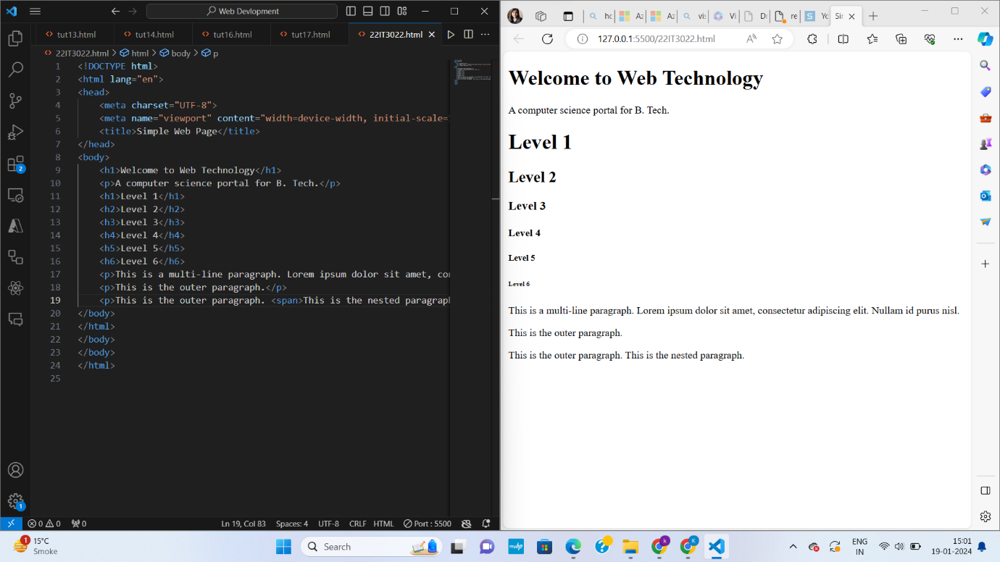 Web Devlopment
tut13.html
tut14.html
tut16.html
tut17.html
22IT3022.html
22IT3022.html > html > body > p
1 <!DOCTYPE html>
2 <html lang="en">
3 <head>
4 <meta charset="UTF-8">
5 <meta name="viewport" content="width=device-width, initial-scale=
6 <title>Simple Web Page</title>
7 </head>
8 <body>
9 <h1>Welcome to Web Technology</h1>
10 <p>A computer science portal for B. Tech.</p>
11 <h1>Level 1</h1>
12 <h2>Level 2</h2>
13 <h3>Level 3</h3>
14 <h4>Level 4</h4>
15 <h5>Level 5</h5>
16 <h6>Level 6</h6>
17 <p>This is a multi-line paragraph. Lorem ipsum dolor sit amet, con
18 <p>This is the outer paragraph.</p>
19 <p>This is the outer paragraph. <span>This is the nested paragraph
20 </body>
21 </html>
22 </body>
23 </body>
24 </html>
25
2
1
0 0 0
Ln 19, Col 83
Spaces: 4
UTF-8
CRLF
HTML
Port : 5500
127.0.0.1:5500/22IT3022.html
Welcome to Web Technology
A computer science portal for B. Tech.
Level 1
Level 2
Level 3
Level 4
Level 5
Level 6
This is a multi-line paragraph. Lorem ipsum dolor sit amet, consectetur adipiscing elit. Nullam id purus nisl.
This is the outer paragraph.
This is the outer paragraph. This is the nested paragraph.
1
15°C
Smoke
Search
myhp
k
K
ENG
IN
15:01
19-01-2024